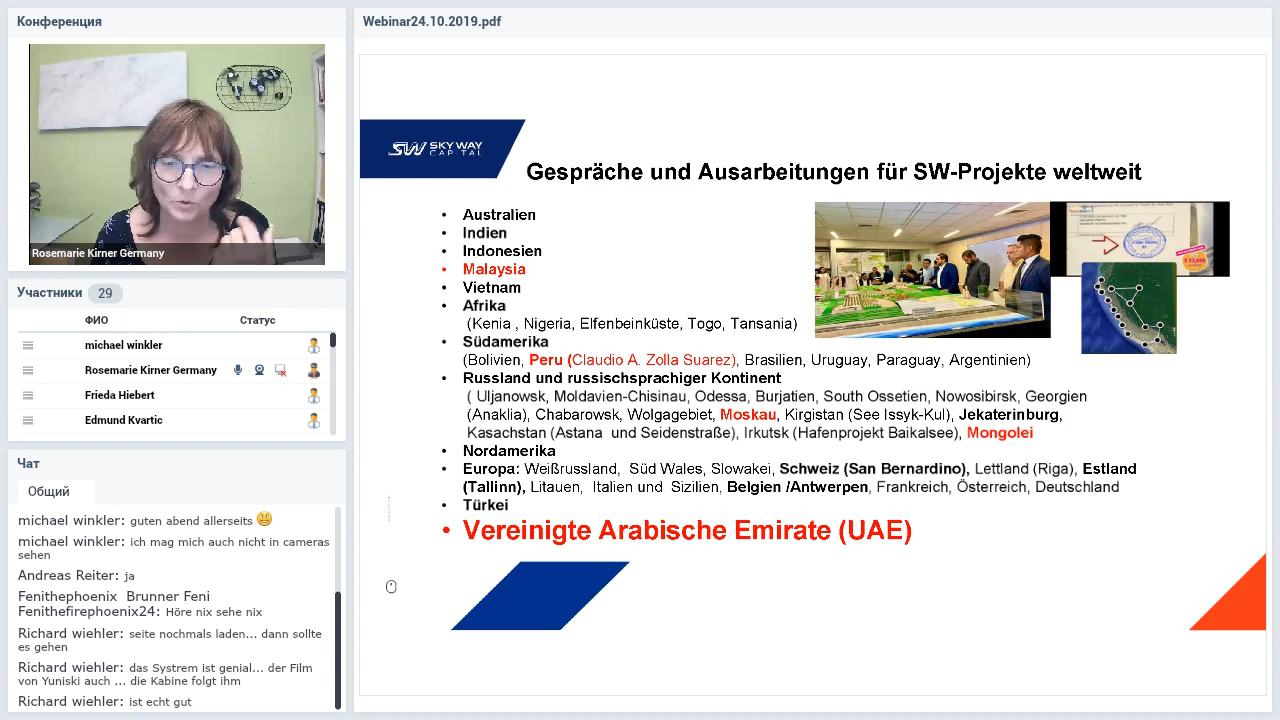 Конференция
Rosemarie Kirner Germany
Участники 29
ФИО Статус
michael winkler
Rosemarie Kirner Germany
Frieda Hiebert
Edmund Kvartic
Чат
Общий
michael winkler: guten abend allerseits
michael winkler: ich mag mich auch nicht in cameras
sehen
Andreas Reiter: ja
Fenithephoenix Brunner Feni
Fenithefirephoenix24: Höre nix sehe nix
Richard wiehler: seite nochmals laden... dann sollte
es gehen
Richard wiehler: das Systrem ist genial... der Film
von Yuniski auch ... die Kabine folgt ihm
Richard wiehler: ist echt gut
Webinar24.10.2019.pdf
SW SKY WAY
CAPITAL
Gespräche und Ausarbeitungen für SW-Projekte weltweit
• Australien
• Indien
• Indonesien
• Malaysia
• Vietnam
• Afrika
(Kenia , Nigeria, Elfenbeinküste, Togo, Tansania)
• Südamerika
(Bolivien, Peru (Claudio A. Zolla Suarez), Brasilien, Uruguay, Paraguay, Argentinien)
• Russland und russischsprachiger Kontinent
( Uljanowsk, Moldavien-Chisinau, Odessa, Burjatien, South Ossetien, Nowosibirsk, Georgien
(Anaklia), Chabarowsk, Wolgagebiet, Moskau, Kirgistan (See Issyk-Kul), Jekaterinburg,
Kasachstan (Astana und Seidenstraße), Irkutsk (Hafenprojekt Baikalsee), Mongolei
• Nordamerika
• Europa: Weißrussland, Süd Wales, Slowakei, Schweiz (San Bernardino), Lettland (Riga), Estland
(Tallinn), Litauen, Italien und Sizilien, Belgien /Antwerpen, Frankreich, Österreich, Deutschland
• Türkei
• Vereinigte Arabische Emirate (UAE)